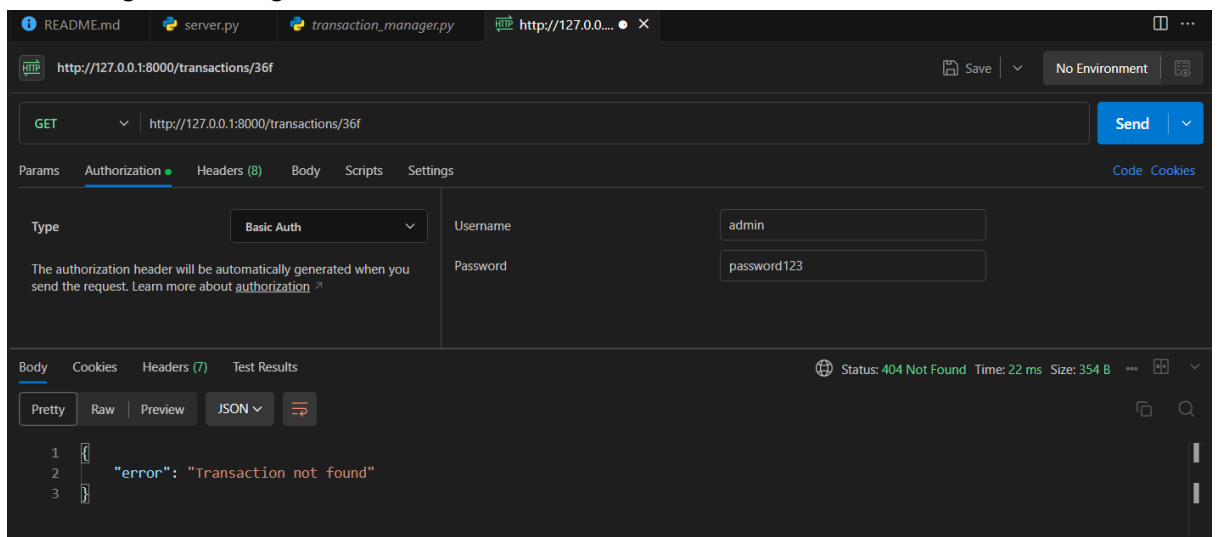 README.md server.py transaction_manager.py HTTP http://127.0.0.... ...
HTTP http://127.0.0.1:8000/transactions/36f Save No Environment
GET http://127.0.0.1:8000/transactions/36f Send
Params Authorization Headers (8) Body Scripts Settings Code Cookies
Type Basic Auth Username admin
The authorization header will be automatically generated when you Password password123
send the request. Learn more about authorization ↗
Body Cookies Headers (7) Test Results Status: 404 Not Found Time: 22 ms Size: 354 B
Pretty Raw Preview JSON
1 {
2 "error": "Transaction not found"
3 }